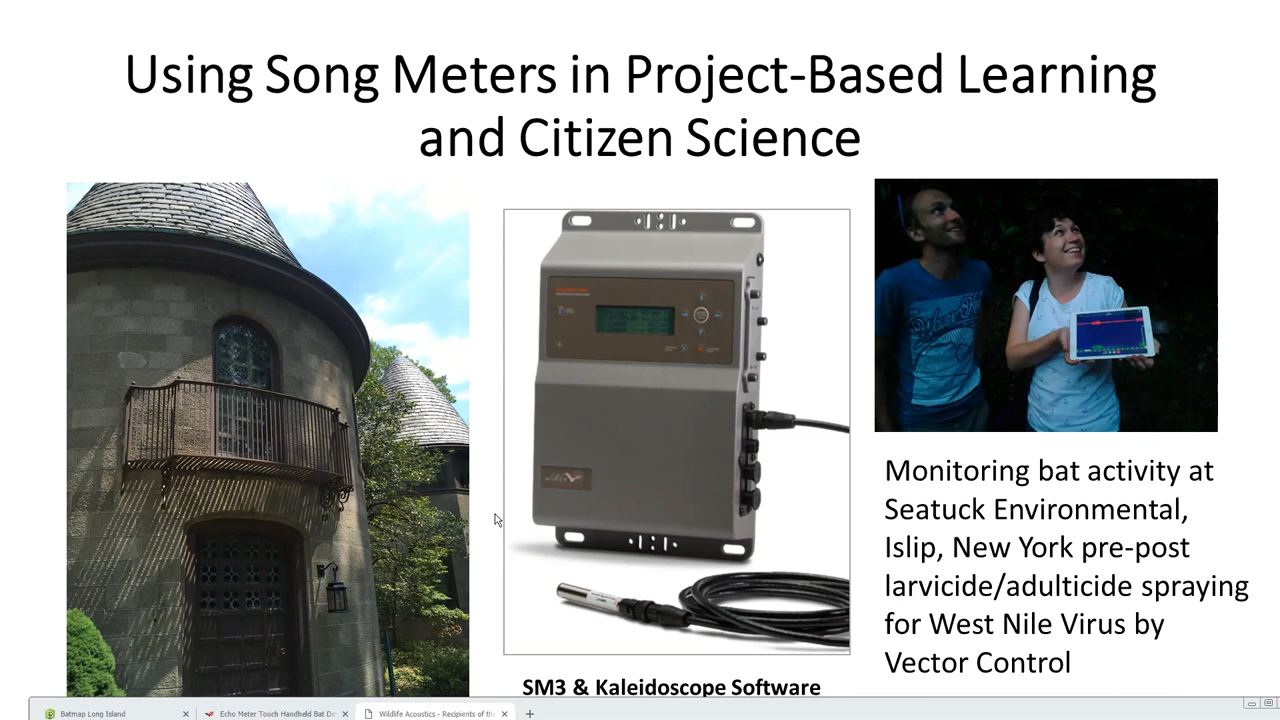 Using Song Meters in Project-Based Learning
and Citizen Science
Monitoring bat activity at
Seatuck Environmental,
Islip, New York pre-post
larvicide/adulticide spraying
for West Nile Virus by
Vector Control
SM3 & Kaleidoscope Software
Batmap Long Island
Echo Meter Touch Handheld Bat De
Wildlife Acoustics - Recipients of th